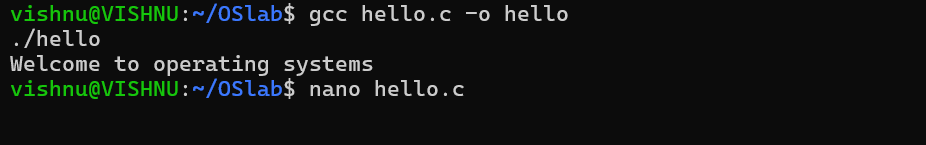 vishnu@VISHNU:~/OSlab$ gcc hello.c -o hello
./hello
Welcome to operating systems
vishnu@VISHNU:~/OSlab$ nano hello.c